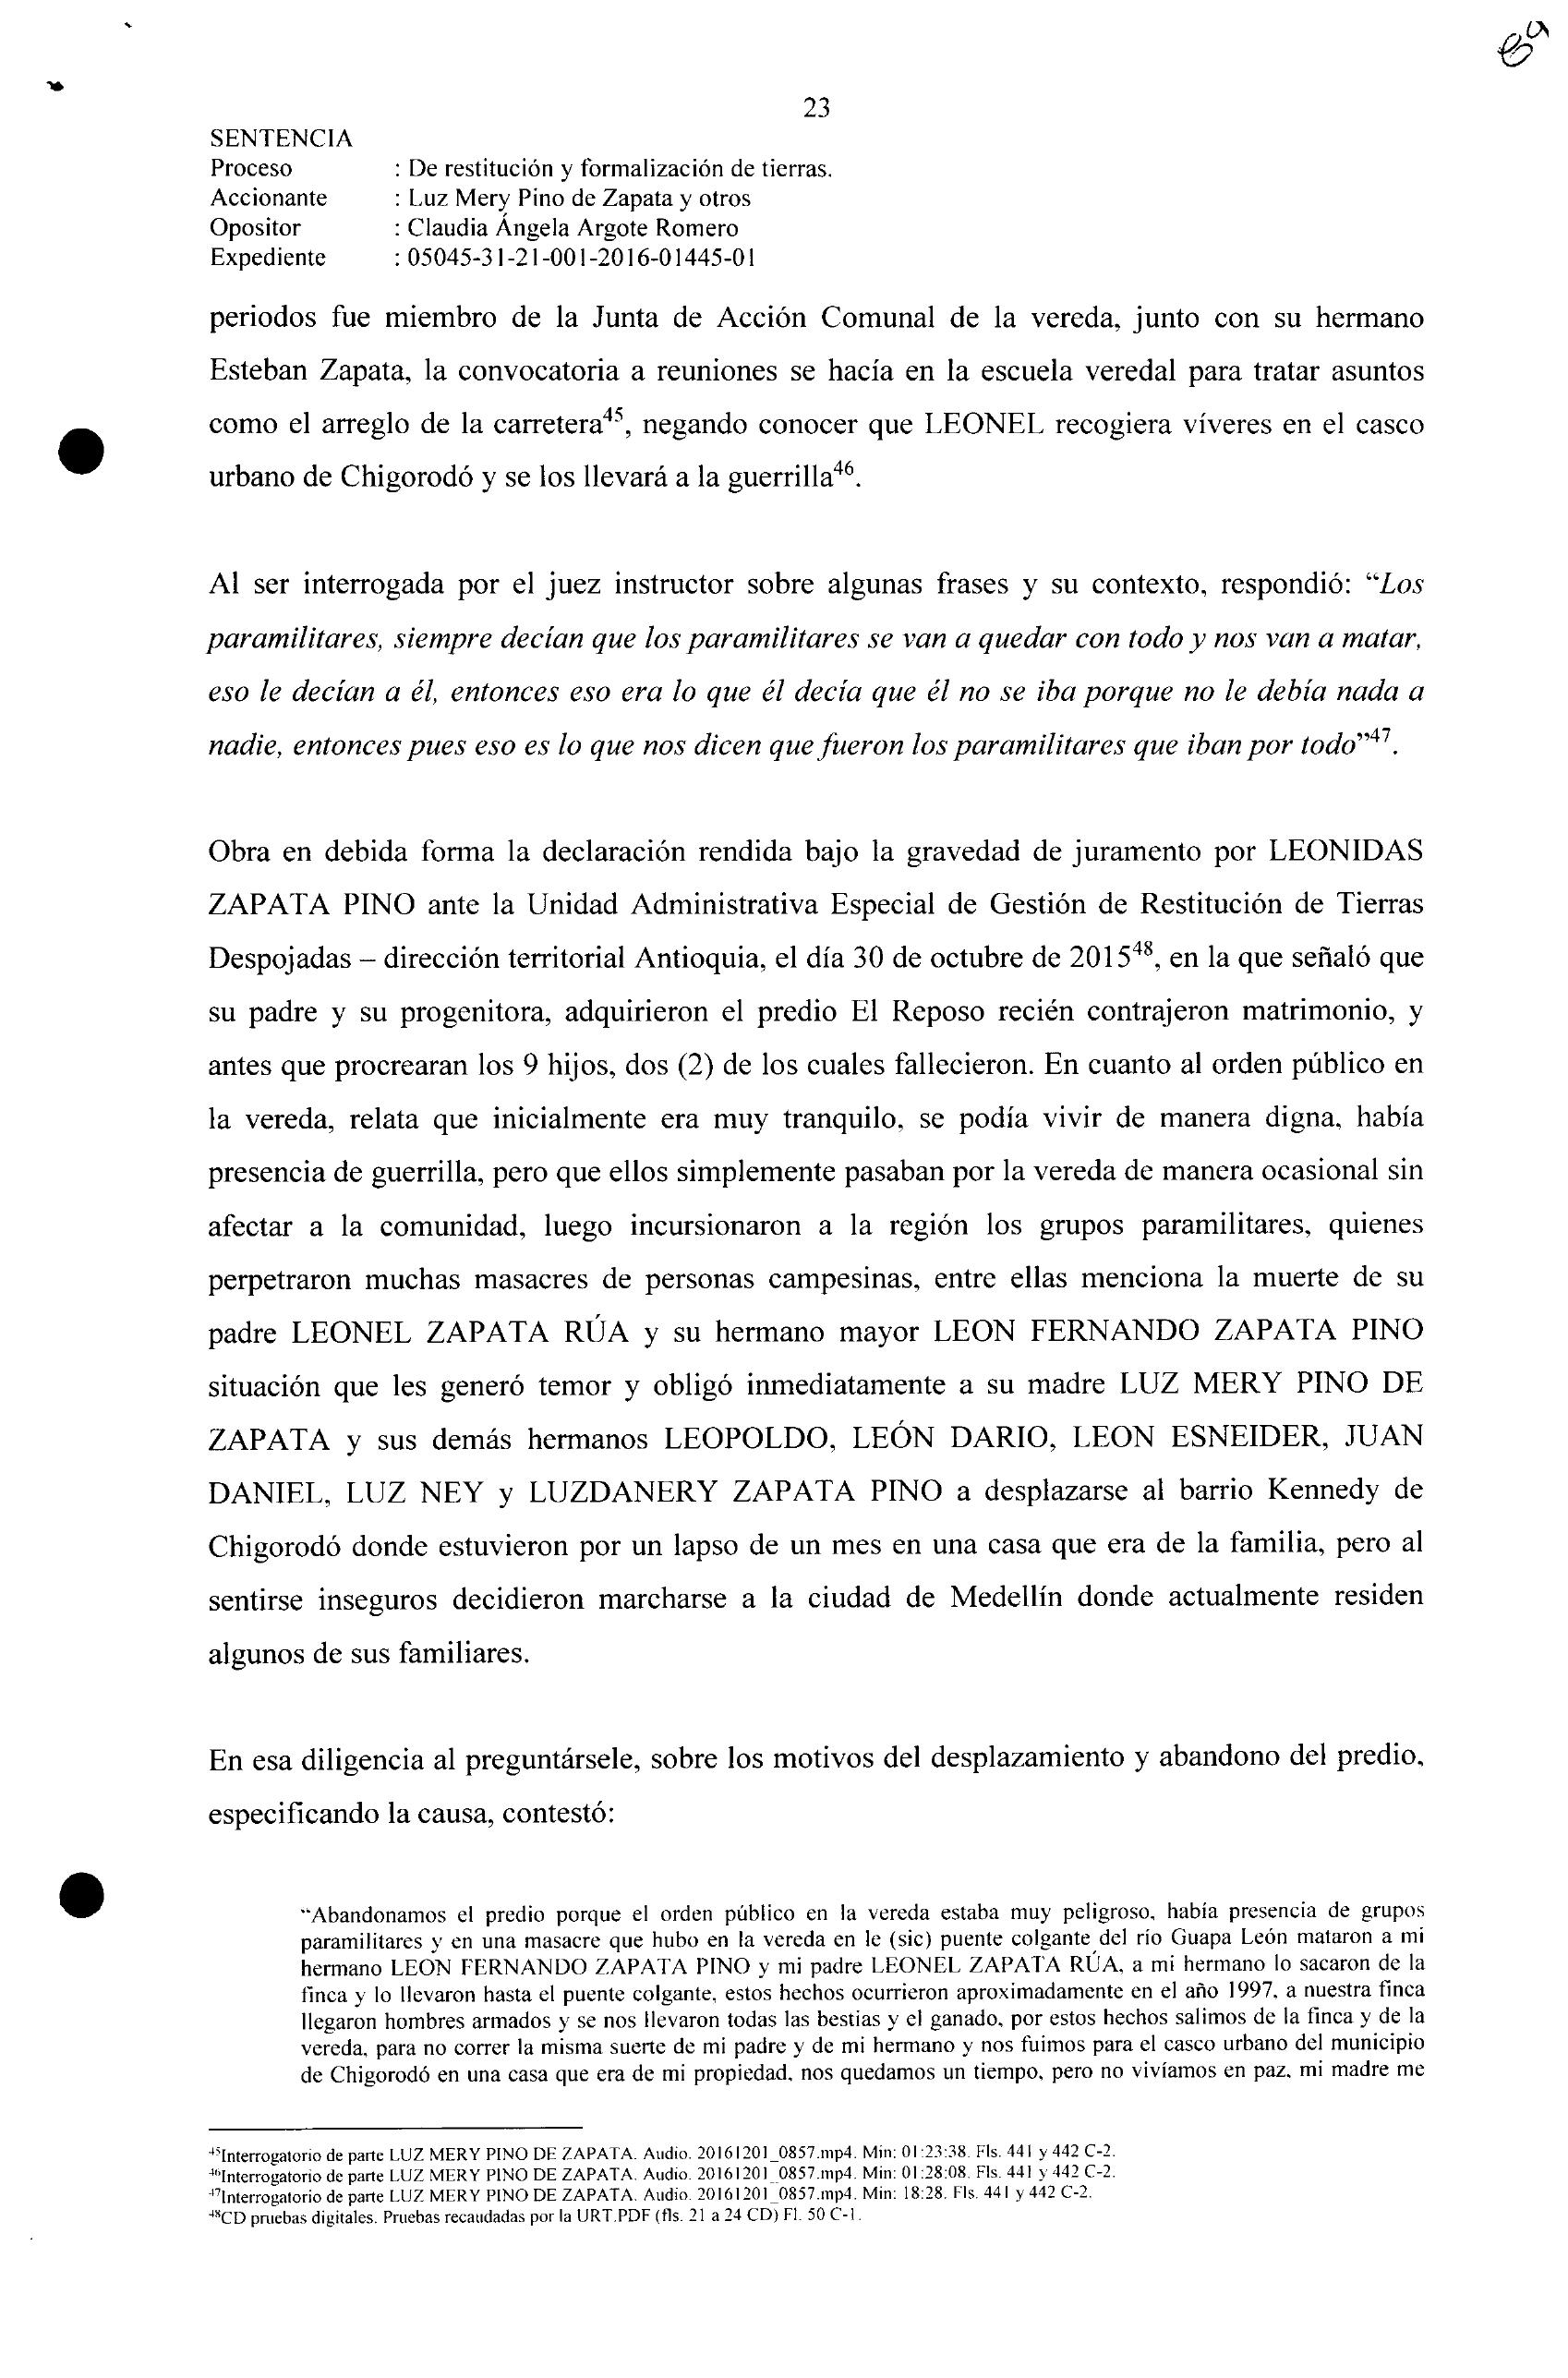 89
23
SENTENCIA
Proceso : De restitución y formalización de tierras.
Accionante : Luz Mery Pino de Zapata y otros
Opositor : Claudia Ángela Argote Romero
Expediente : 05045-31-21-001-2016-01445-01
periodos fue miembro de la Junta de Acción Comunal de la vereda, junto con su hermano
Esteban Zapata, la convocatoria a reuniones se hacía en la escuela veredal para tratar asuntos
como el arreglo de la carretera⁴⁵, negando conocer que LEONEL recogiera víveres en el casco
urbano de Chigorodó y se los llevará a la guerrilla⁴⁶.
Al ser interrogada por el juez instructor sobre algunas frases y su contexto, respondió: “Los
paramilitares, siempre decían que los paramilitares se van a quedar con todo y nos van a matar,
eso le decían a él, entonces eso era lo que él decía que él no se iba porque no le debía nada a
nadie, entonces pues eso es lo que nos dicen que fueron los paramilitares que iban por todo”⁴⁷.
Obra en debida forma la declaración rendida bajo la gravedad de juramento por LEONIDAS
ZAPATA PINO ante la Unidad Administrativa Especial de Gestión de Restitución de Tierras
Despojadas – dirección territorial Antioquia, el día 30 de octubre de 2015⁴⁸, en la que señaló que
su padre y su progenitora, adquirieron el predio El Reposo recién contrajeron matrimonio, y
antes que procrearan los 9 hijos, dos (2) de los cuales fallecieron. En cuanto al orden público en
la vereda, relata que inicialmente era muy tranquilo, se podía vivir de manera digna, había
presencia de guerrilla, pero que ellos simplemente pasaban por la vereda de manera ocasional sin
afectar a la comunidad, luego incursionaron a la región los grupos paramilitares, quienes
perpetraron muchas masacres de personas campesinas, entre ellas menciona la muerte de su
padre LEONEL ZAPATA RÚA y su hermano mayor LEON FERNANDO ZAPATA PINO
situación que les generó temor y obligó inmediatamente a su madre LUZ MERY PINO DE
ZAPATA y sus demás hermanos LEOPOLDO, LEÓN DARIO, LEON ESNEIDER, JUAN
DANIEL, LUZ NEY y LUZDANERY ZAPATA PINO a desplazarse al barrio Kennedy de
Chigorodó donde estuvieron por un lapso de un mes en una casa que era de la familia, pero al
sentirse inseguros decidieron marcharse a la ciudad de Medellín donde actualmente residen
algunos de sus familiares.
En esa diligencia al preguntársele, sobre los motivos del desplazamiento y abandono del predio,
especificando la causa, contestó:
“Abandonamos el predio porque el orden público en la vereda estaba muy peligroso, había presencia de grupos
paramilitares y en una masacre que hubo en la vereda en le (sic) puente colgante del río Guapa León mataron a mi
hermano LEON FERNANDO ZAPATA PINO y mi padre LEONEL ZAPATA RÚA, a mi hermano lo sacaron de la
finca y lo llevaron hasta el puente colgante, estos hechos ocurrieron aproximadamente en el año 1997, a nuestra finca
llegaron hombres armados y se nos llevaron todas las bestias y el ganado, por estos hechos salimos de la finca y de la
vereda, para no correr la misma suerte de mi padre y de mi hermano y nos fuimos para el casco urbano del municipio
de Chigorodó en una casa que era de mi propiedad, nos quedamos un tiempo, pero no vivíamos en paz, mi madre me
⁴⁵Interrogatorio de parte LUZ MERY PINO DE ZAPATA. Audio. 20161201_0857.mp4. Min: 01:23:38. Fls. 441 y 442 C-2.
⁴⁶Interrogatorio de parte LUZ MERY PINO DE ZAPATA. Audio. 20161201_0857.mp4. Min: 01:28:08. Fls. 441 y 442 C-2.
⁴⁷Interrogatorio de parte LUZ MERY PINO DE ZAPATA. Audio. 20161201_0857.mp4. Min: 18:28. Fls. 441 y 442 C-2.
⁴⁸CD pruebas digitales. Pruebas recaudadas por la URT.PDF (fls. 21 a 24 CD) Fl. 50 C-1.